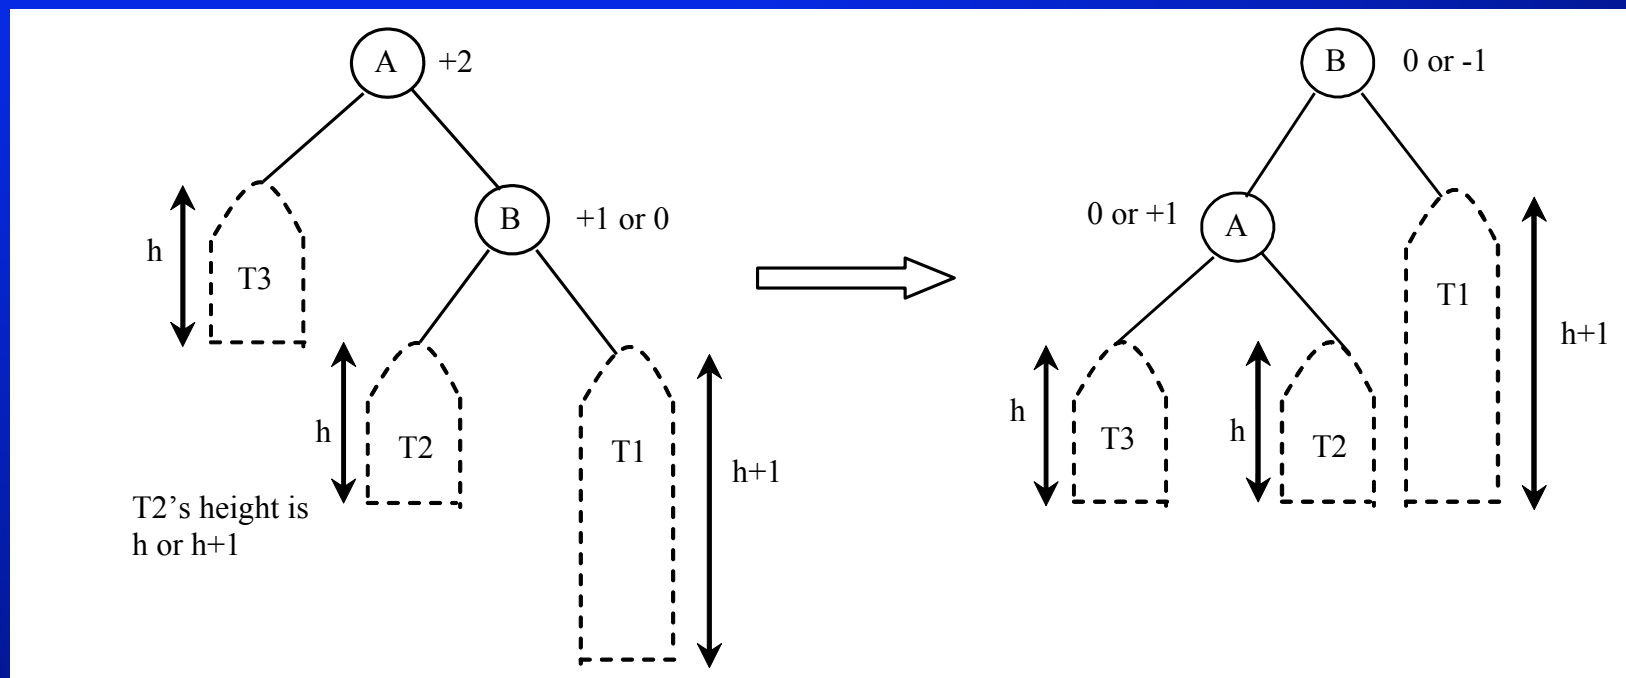 A +2
B +1 or 0
h
T3
h
T2
T1
h+1
T2’s height is
h or h+1
B 0 or -1
0 or +1 A
T1
h+1
h
T3
h
T2